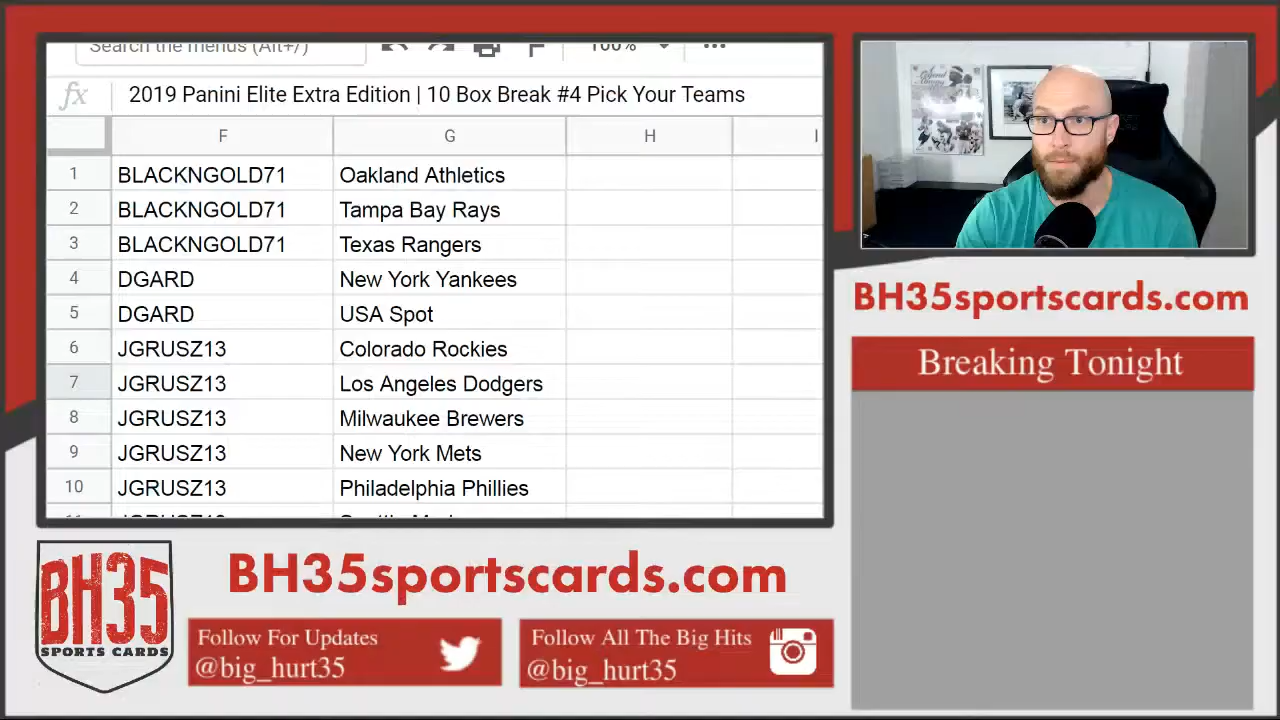 Search the menus (Alt+/)
100%
fx 2019 Panini Elite Extra Edition | 10 Box Break #4 Pick Your Teams
F G H I
1 BLACKNGOLD71 Oakland Athletics
2 BLACKNGOLD71 Tampa Bay Rays
3 BLACKNGOLD71 Texas Rangers
4 DGARD New York Yankees
5 DGARD USA Spot
6 JGRUSZ13 Colorado Rockies
7 JGRUSZ13 Los Angeles Dodgers
8 JGRUSZ13 Milwaukee Brewers
9 JGRUSZ13 New York Mets
10 JGRUSZ13 Philadelphia Phillies
BH35sportscards.com
Breaking Tonight
BH35
SPORTS CARDS
BH35sportscards.com
Follow For Updates
@big_hurt35
Follow All The Big Hits
@big_hurt35